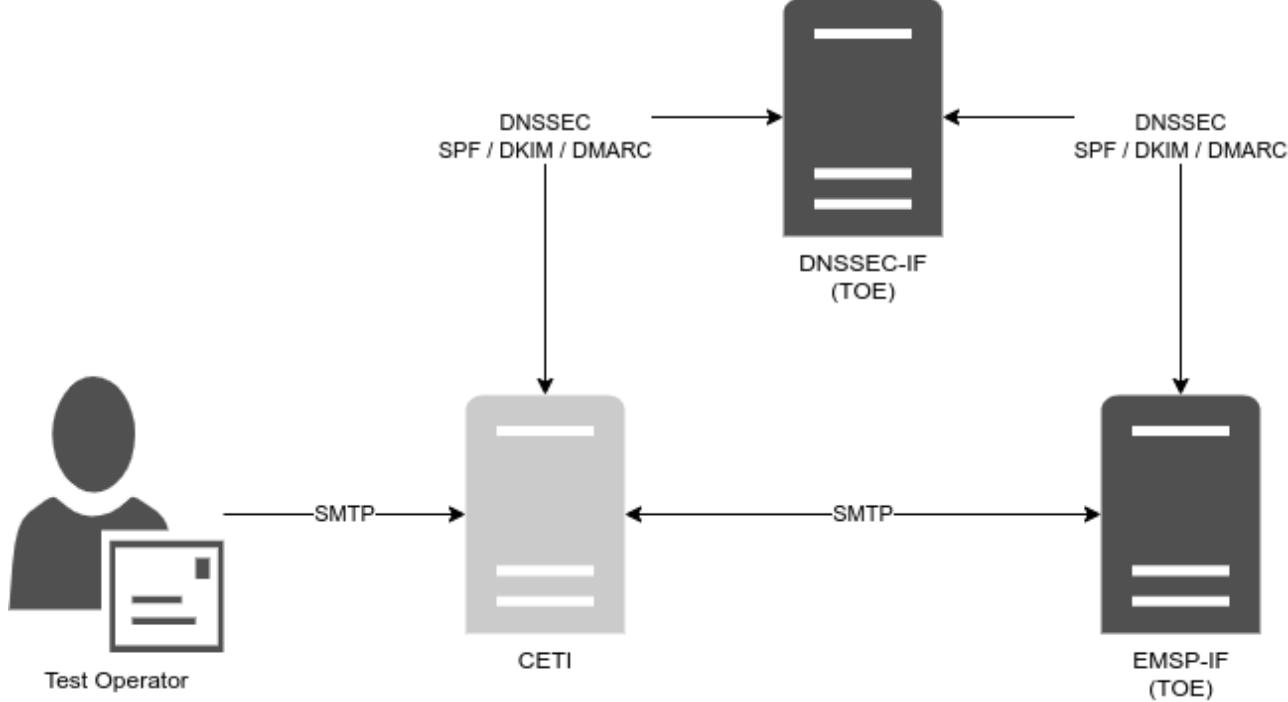 DNSSEC
SPF / DKIM / DMARC
DNSSEC
SPF / DKIM / DMARC
DNSSEC-IF
(TOE)
SMTP
SMTP
Test Operator
CETI
EMSP-IF
(TOE)